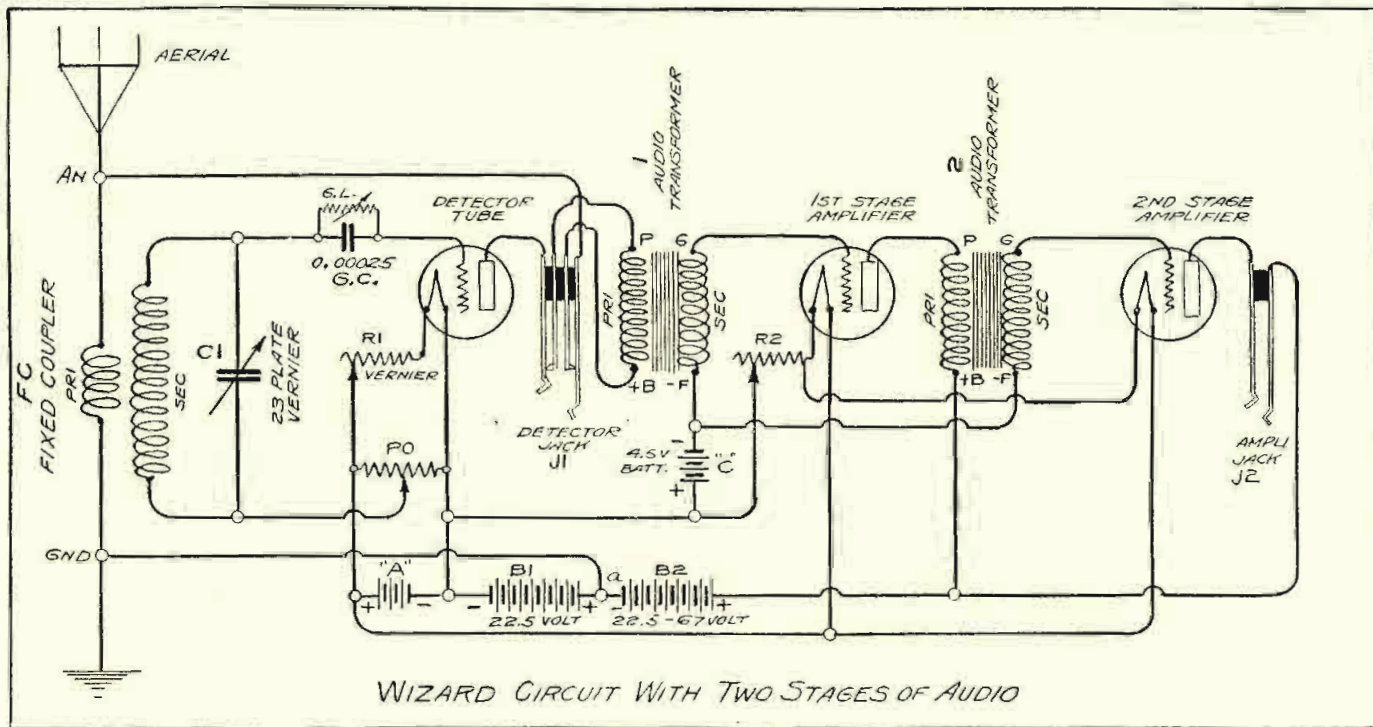 AERIAL
AN
G.L.
0.00025
G.C.
DETECTOR
TUBE
1
AUDIO
TRANSFORMER
1ST STAGE
AMPLIFIER
2
AUDIO
TRANSFORMER
2ND STAGE
AMPLIFIER
P
G
P
G
FC
FIXED COUPLER
PRI
SEC
C1
23 PLATE
VERNIER
R1
VERNIER
PRI
SEC
R2
PRI
SEC
+B
-F
+B
-F
DETECTOR
JACK
J1
PO
4.5V
BATT.
-
+
"C"
AMPLI
JACK
J2
GND
"A"
+
-
B1
-
+
22.5 VOLT
a
B2
-
+
22.5-67 VOLT
WIZARD CIRCUIT WITH TWO STAGES OF AUDIO